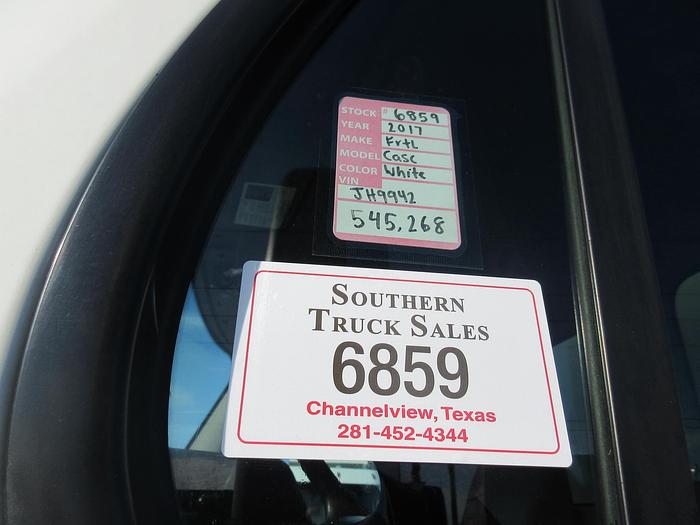 STOCK # 6859
YEAR 2017
MAKE FrtL
MODEL Casc
COLOR White
VIN
JH9942
545,268
SOUTHERN
TRUCK SALES
6859
Channelview, Texas
281-452-4344